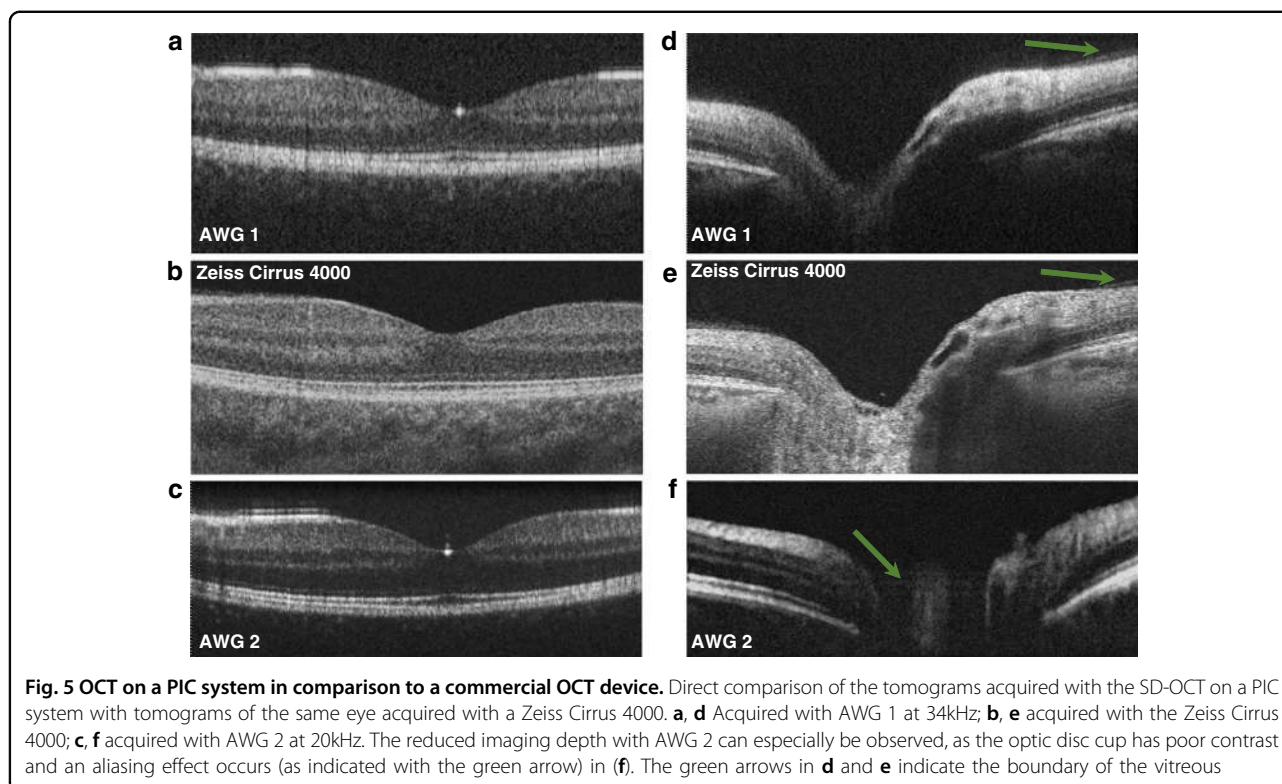 a
AWG 1
b
Zeiss Cirrus 4000
c
AWG 2
d
AWG 1
e
Zeiss Cirrus 4000
f
AWG 2
Fig. 5 OCT on a PIC system in comparison to a commercial OCT device. Direct comparison of the tomograms acquired with the SD-OCT on a PIC
system with tomograms of the same eye acquired with a Zeiss Cirrus 4000. a, d Acquired with AWG 1 at 34kHz; b, e acquired with the Zeiss Cirrus
4000; c, f acquired with AWG 2 at 20kHz. The reduced imaging depth with AWG 2 can especially be observed, as the optic disc cup has poor contrast
and an aliasing effect occurs (as indicated with the green arrow) in (f). The green arrows in d and e indicate the boundary of the vitreous